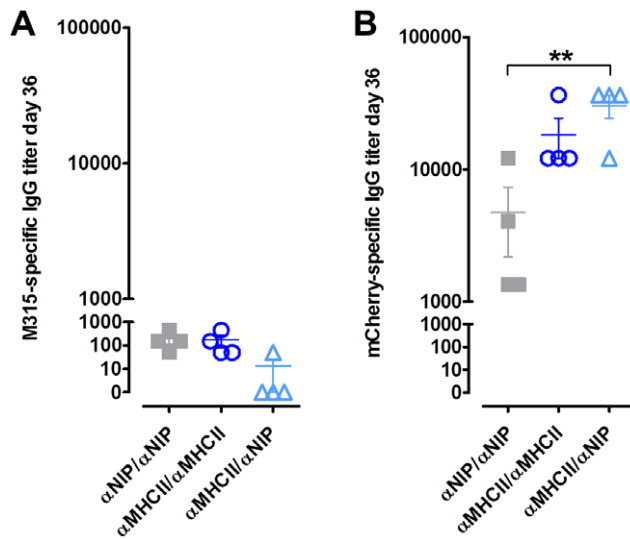 A
M315-specific IgG titer day 36
100000
10000
1000
1000
100
10
0
αNIP/αNIP
αMHCII/αMHCII
αMHCII/αNIP
B
mCherry-specific IgG titer day 36
100000
10000
1000
1000
100
10
0
**
αNIP/αNIP
αMHCII/αMHCII
αMHCII/αNIP